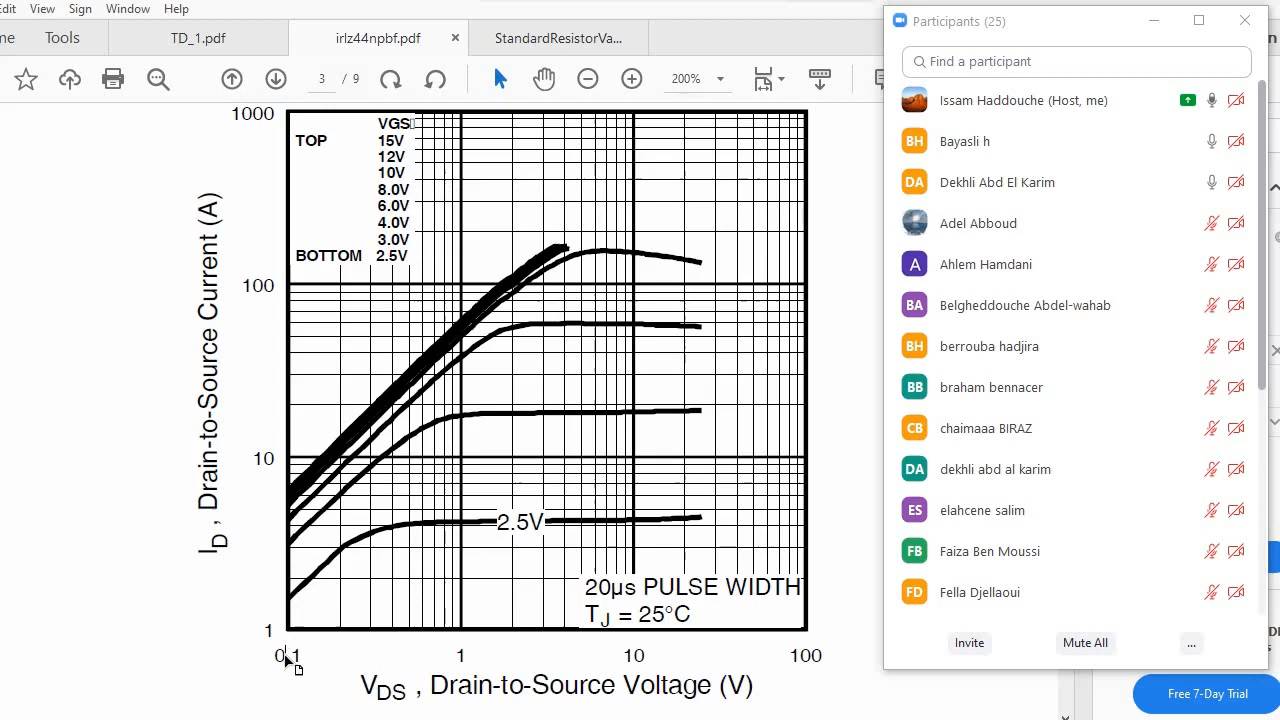 Edit View Sign Window Help
Tools TD_1.pdf irlz44npbf.pdf × StandardResistorVa...
3 / 9 200%
1000
VGS
TOP 15V
12V
10V
8.0V
6.0V
4.0V
3.0V
BOTTOM 2.5V
100
10
1
2.5V
20µs PULSE WIDTH
TJ = 25°C
0.1 1 10 100
ID , Drain-to-Source Current (A)
VDS , Drain-to-Source Voltage (V)
Participants (25)
Find a participant
Issam Haddouche (Host, me)
BH Bayasli h
DA Dekhli Abd El Karim
Adel Abboud
A Ahlem Hamdani
BA Belgheddouche Abdel-wahab
BH berrouba hadjira
BB braham bennacer
CB chaimaaa BIRAZ
DA dekhli abd al karim
ES elahcene salim
FB Faiza Ben Moussi
FD Fella Djellaoui
Invite Mute All ...
Free 7-Day Trial